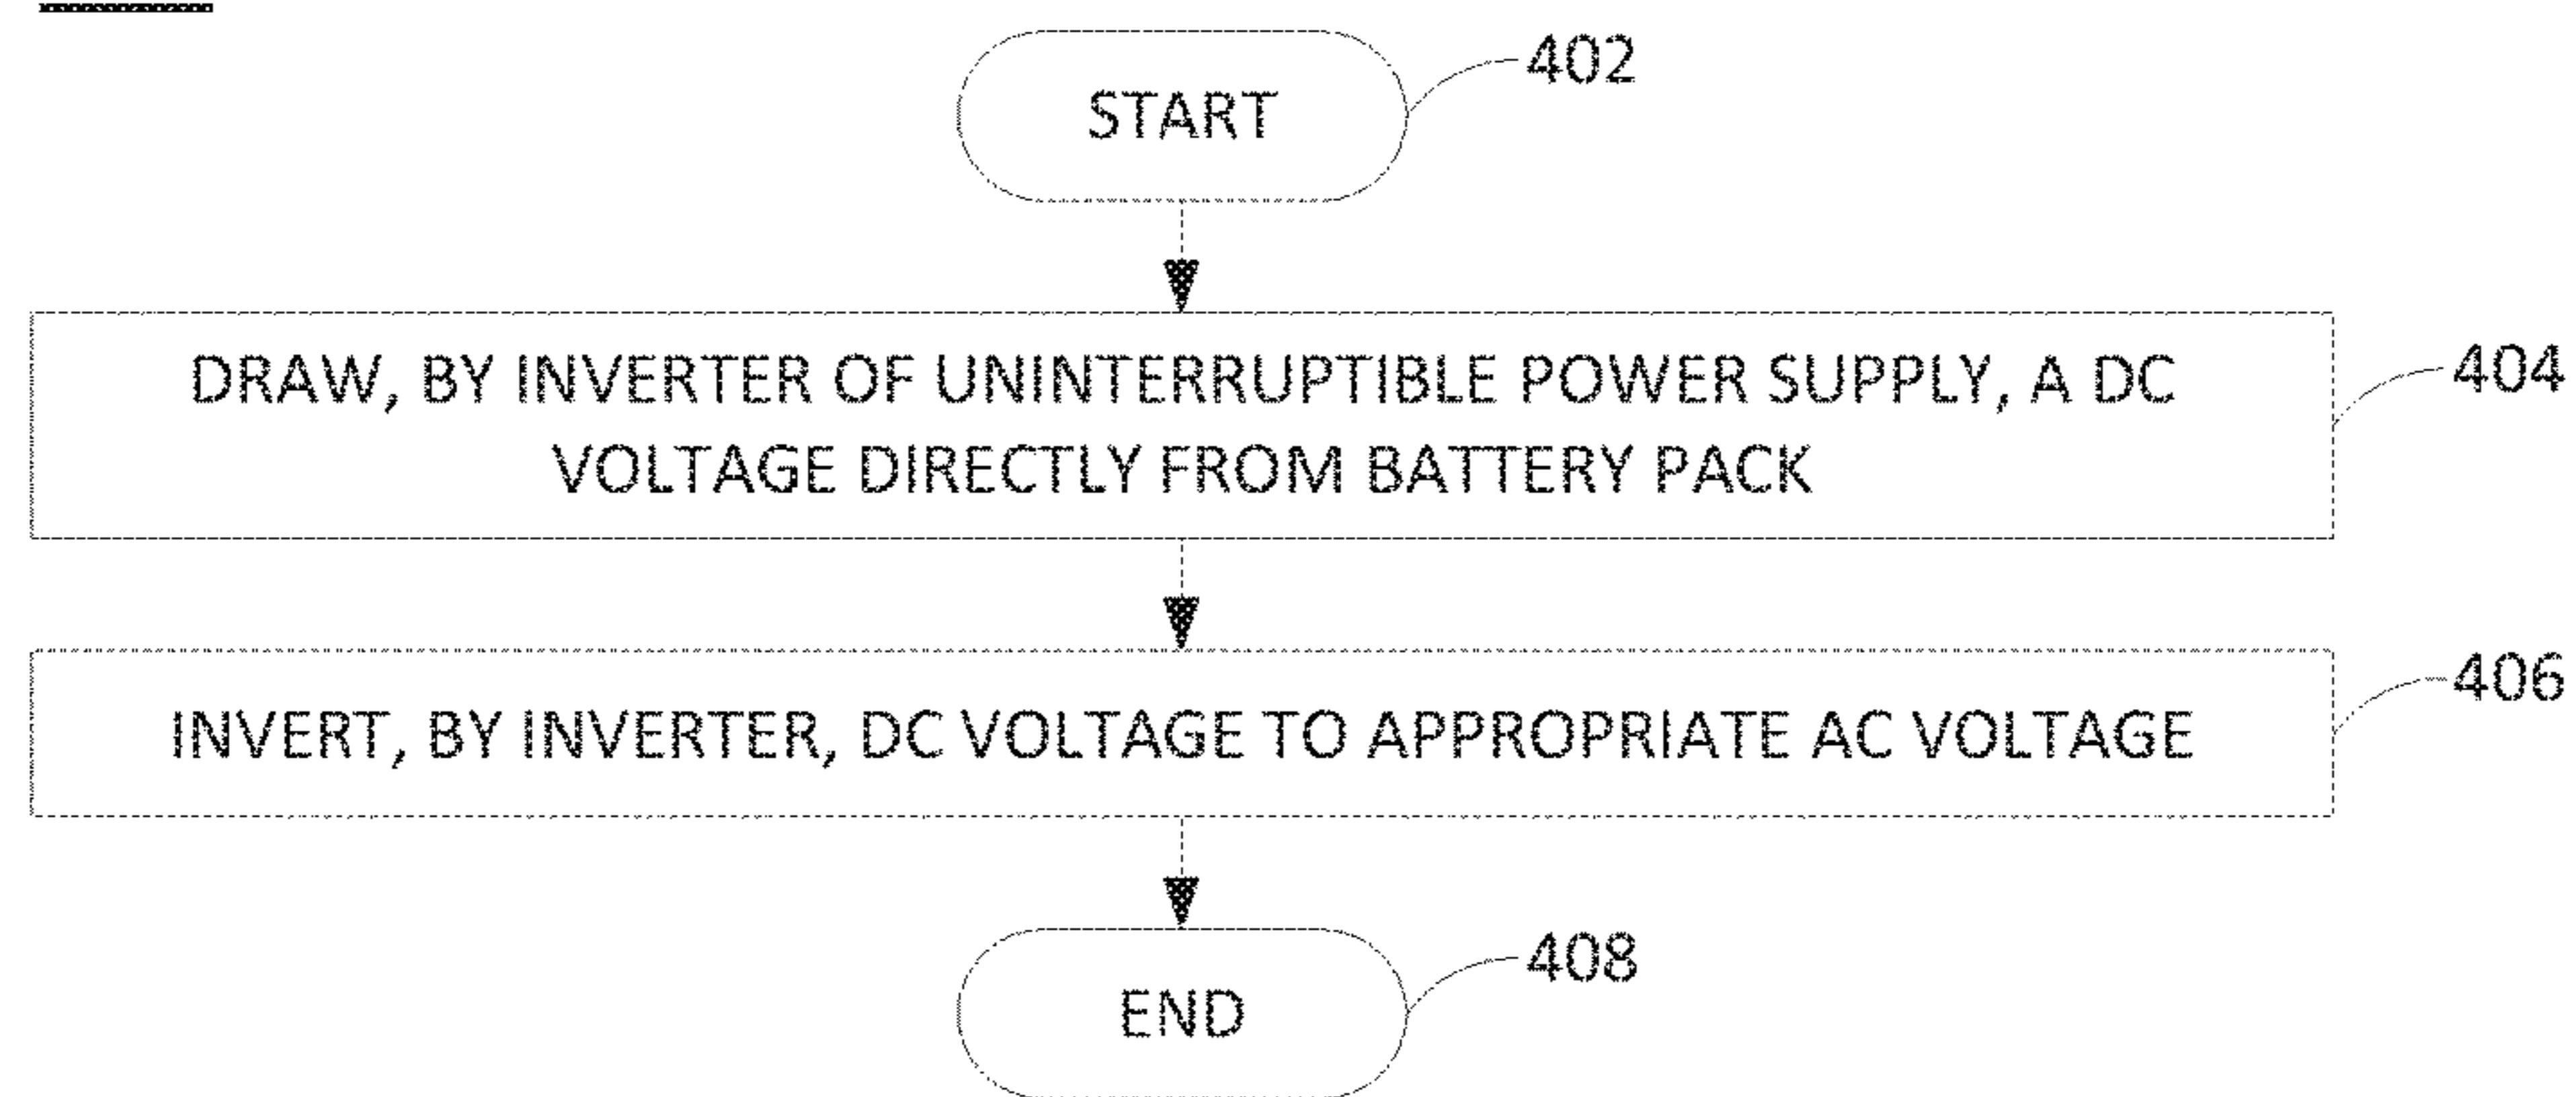 START
402
DRAW, BY INVERTER OF UNINTERRUPTIBLE POWER SUPPLY, A DC
VOLTAGE DIRECTLY FROM BATTERY PACK
404
INVERT, BY INVERTER, DC VOLTAGE TO APPROPRIATE AC VOLTAGE
406
END
408